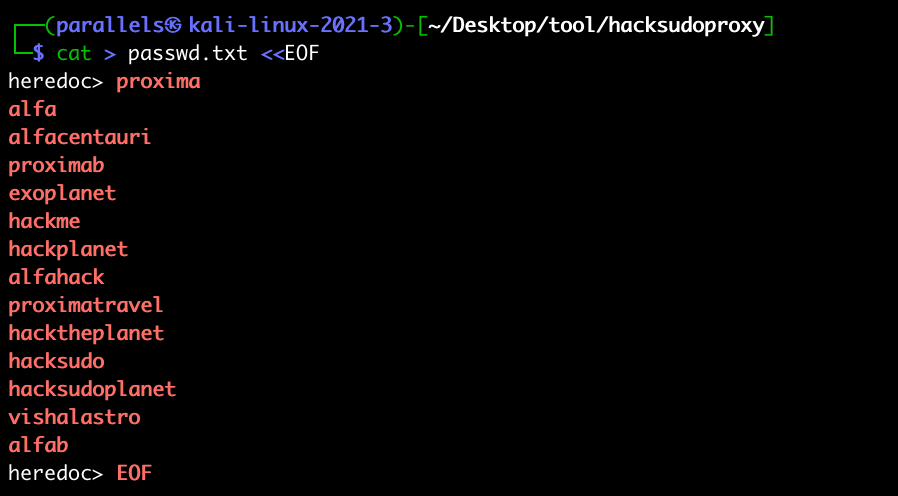 ┌──(parallels㉿kali-linux-2021-3)-[~/Desktop/tool/hacksudoproxy]
└─$ cat > passwd.txt <<EOF
heredoc> proxima
alfa
alfacentauri
proximab
exoplanet
hackme
hackplanet
alfahack
proximatravel
hacktheplanet
hacksudo
hacksudoplanet
vishalastro
alfab
heredoc> EOF